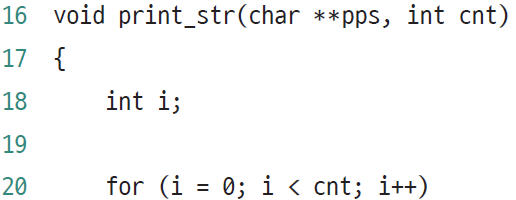 16 void print_str(char **pps, int cnt)
17 {
18     int i;
19
20     for (i = 0; i < cnt; i++)